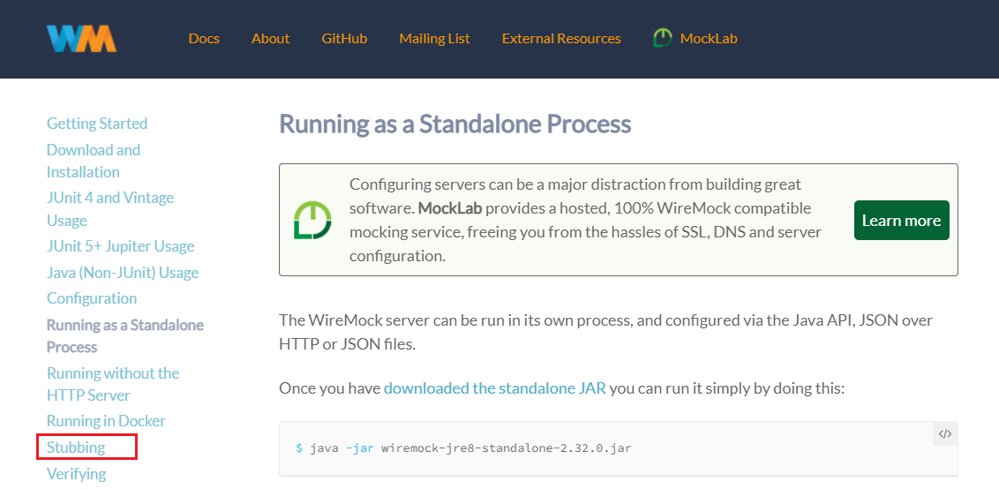 WM
Docs
About
GitHub
Mailing List
External Resources
MockLab
Getting Started
Download and
Installation
JUnit 4 and Vintage
Usage
JUnit 5+ Jupiter Usage
Java (Non-JUnit) Usage
Configuration
Running as a Standalone
Process
Running without the
HTTP Server
Running in Docker
Stubbing
Verifying
Running as a Standalone Process
Configuring servers can be a major distraction from building great
software. MockLab provides a hosted, 100% WireMock compatible
mocking service, freeing you from the hassles of SSL, DNS and server
configuration.
Learn more
The WireMock server can be run in its own process, and configured via the Java API, JSON over
HTTP or JSON files.
Once you have downloaded the standalone JAR you can run it simply by doing this:
</>
$ java -jar wiremock-jre8-standalone-2.32.0.jar